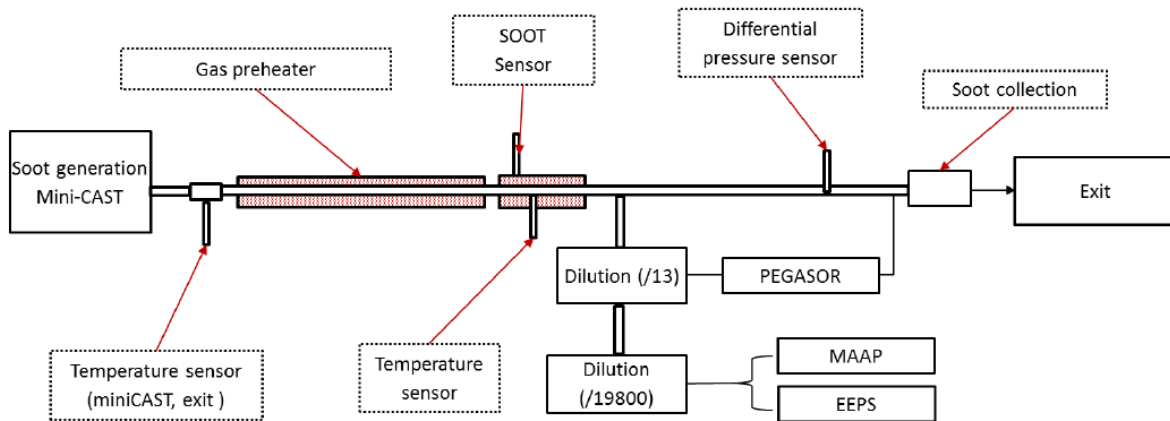 SOOT
Sensor
Differential
pressure sensor
Gas preheater
Soot collection
Soot generation
Mini-CAST
Exit
Dilution (/13)
PEGASOR
Temperature sensor
(miniCAST, exit )
Temperature
sensor
Dilution
(/19800)
MAAP
EEPS